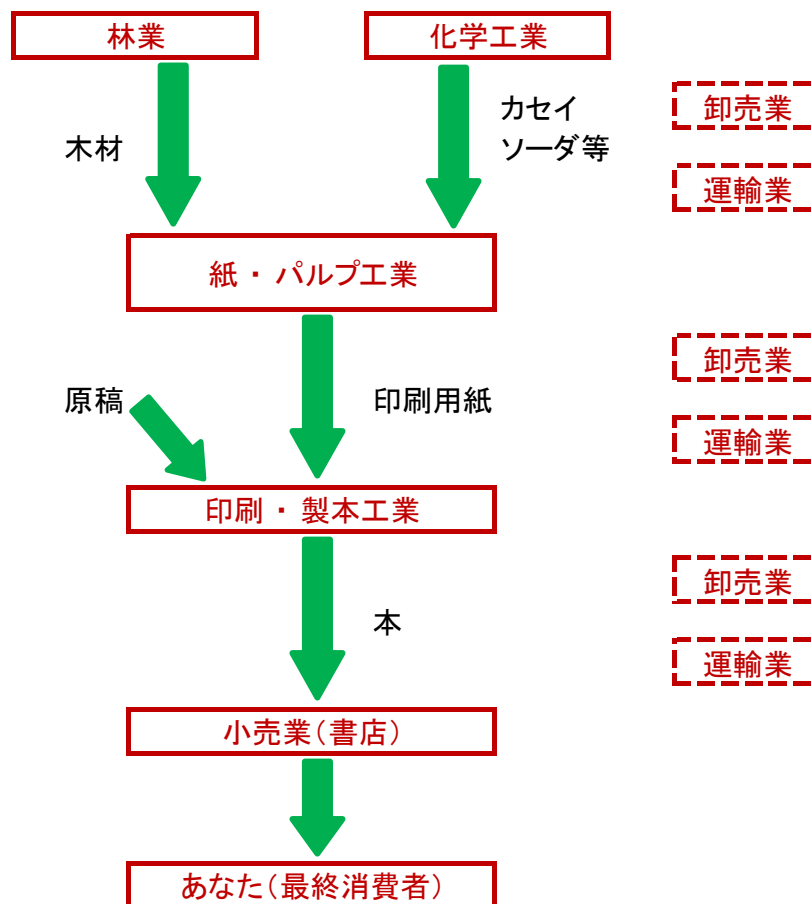 林業
化学工業
カセイ
ソーダ等
木材
卸売業
運輸業
紙・パルプ工業
卸売業
原稿
印刷用紙
運輸業
印刷・製本工業
卸売業
本
運輸業
小売業（書店）
あなた（最終消費者）